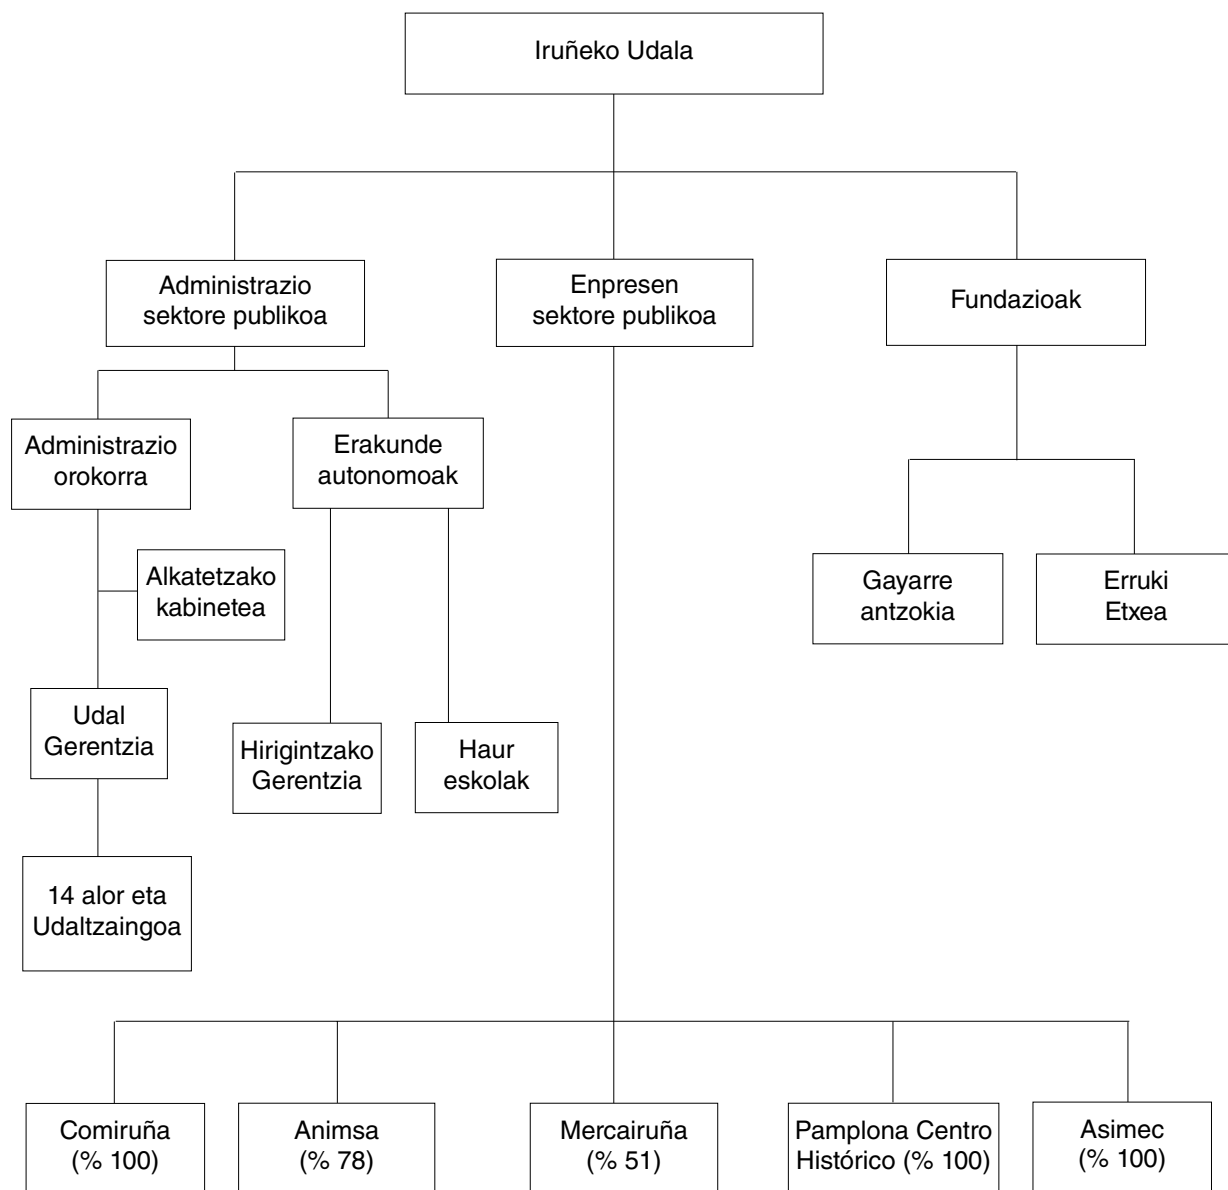 Iruñeko Udala
Administrazio
sektore publikoa
Enpresen
sektore publikoa
Fundazioak
Administrazio
orokorra
Erakunde
autonomoak
Alkatetzako
kabinetea
Gayarre
antzokia
Erruki
Etxea
Udal
Gerentzia
Hirigintzako
Gerentzia
Haur
eskolak
14 alor eta
Udaltzaingoa
Comiruña
(% 100)
Animsa
(% 78)
Mercairuña
(% 51)
Pamplona Centro
Histórico (% 100)
Asimec
(% 100)